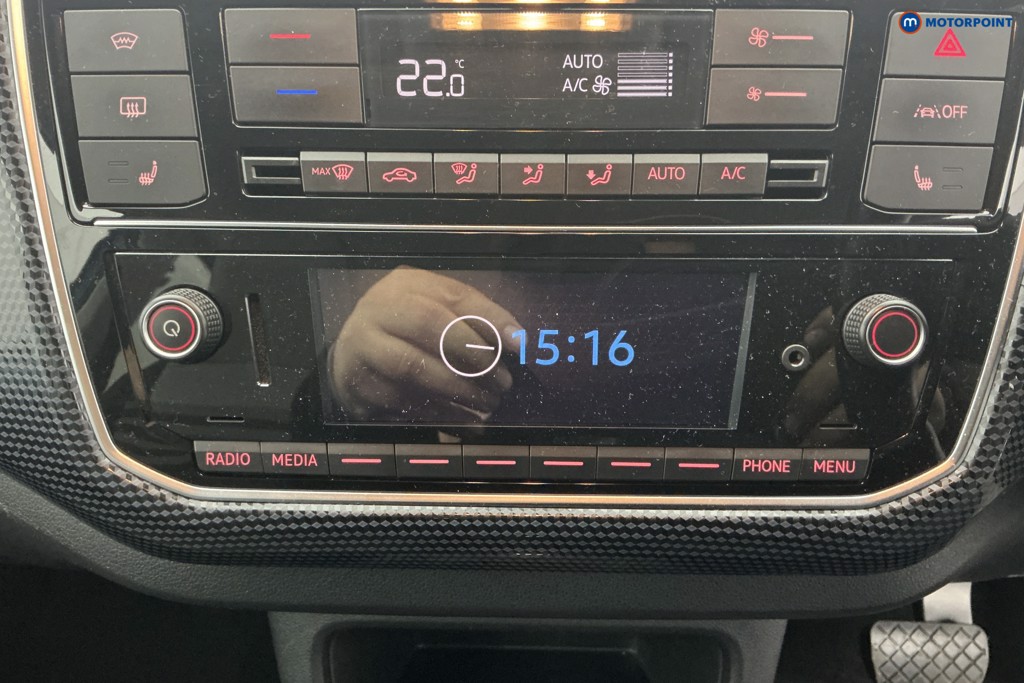 m MOTORPOINT
22.0 °C
AUTO
A/C
OFF
MAX
AUTO
A/C
15:16
RADIO MEDIA PHONE MENU